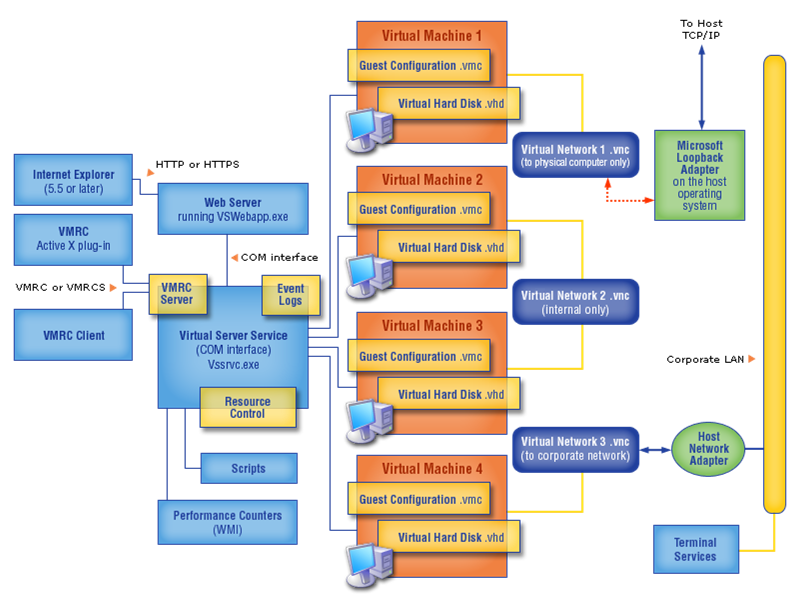 Internet Explorer
(5.5 or later)
HTTP or HTTPS
Web Server
running VSWebapp.exe
VMRC
Active X plug-in
COM interface
VMRC or VMRCS
VMRC
Server
Event
Logs
VMRC Client
Virtual Server Service
(COM interface)
Vssrvc.exe
Resource
Control
Scripts
Performance Counters
(WMI)
Virtual Machine 1
Guest Configuration .vmc
Virtual Hard Disk .vhd
Virtual Machine 2
Guest Configuration .vmc
Virtual Hard Disk .vhd
Virtual Machine 3
Guest Configuration .vmc
Virtual Hard Disk .vhd
Virtual Machine 4
Guest Configuration .vmc
Virtual Hard Disk .vhd
Virtual Network 1 .vnc
(to physical computer only)
Virtual Network 2 .vnc
(internal only)
Virtual Network 3 .vnc
(to corporate network)
To Host
TCP/IP
Microsoft
Loopback
Adapter
on the host
operating
system
Corporate LAN
Host
Network
Adapter
Terminal
Services